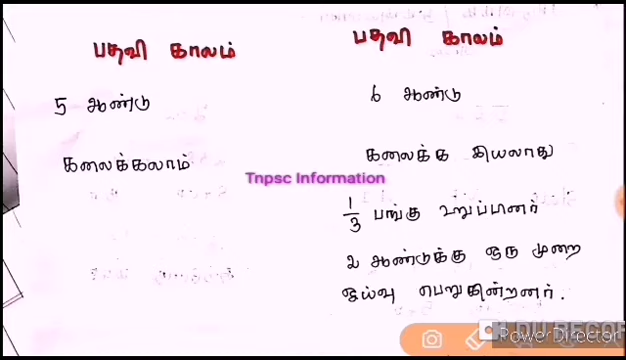 பதவி காலம்
5 ஆண்டு
கலைக்கலாம்
பதவி காலம்
6 ஆண்டு
கலைக்க இயலாது
1/3 பங்கு உறுப்பினர்
2 ஆண்டுக்கு ஒரு முறை
ஓய்வு பெறுகின்றனர்.
Tnpsc Information
PowerDirector